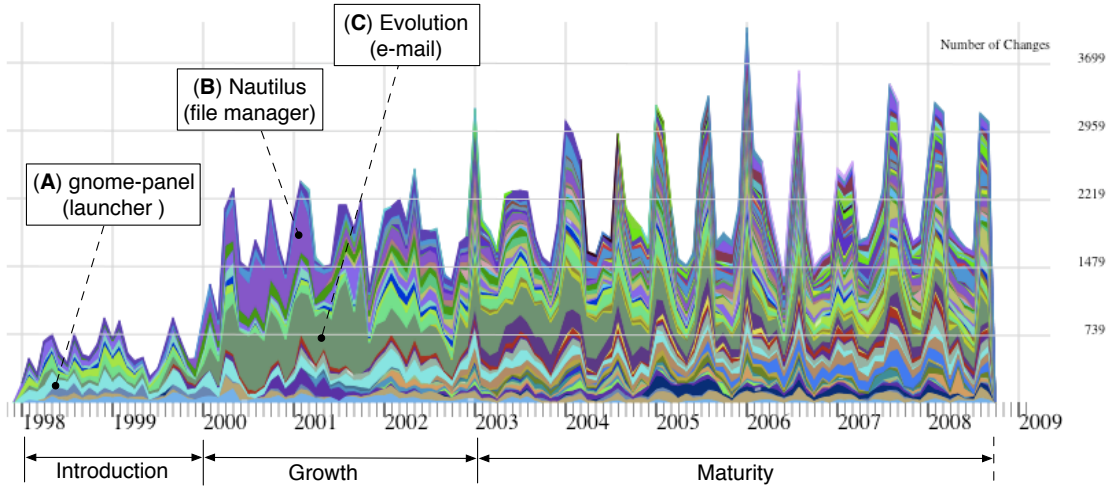 (C) Evolution
(e-mail)
Number of Changes
3699
(B) Nautilus
(file manager)
2959
(A) gnome-panel
(launcher )
2219
1479
739
1998 1999 2000 2001 2002 2003 2004 2005 2006 2007 2008 2009
Introduction Growth Maturity